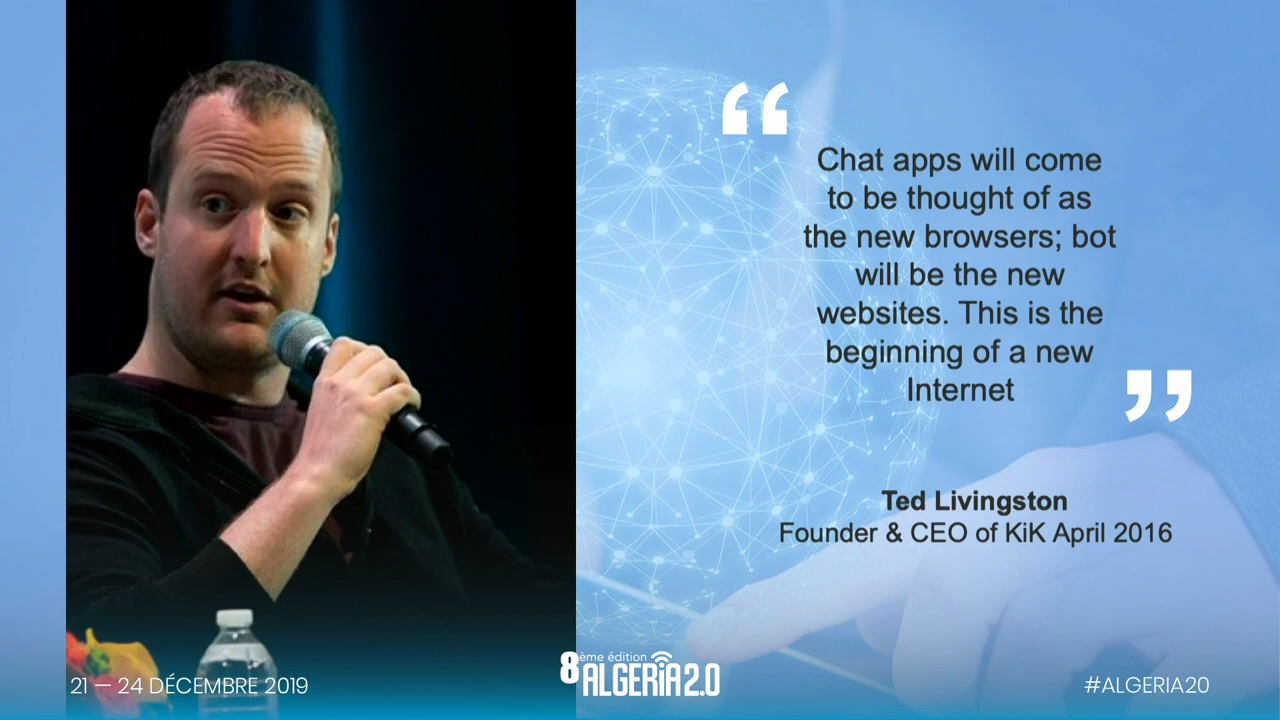 “
Chat apps will come
to be thought of as
the new browsers; bot
will be the new
websites. This is the
beginning of a new
Internet
”
Ted Livingston
Founder & CEO of KiK April 2016
21 — 24 DÉCEMBRE 2019
8ème édition
ALGERIA 2.0
#ALGERIA20